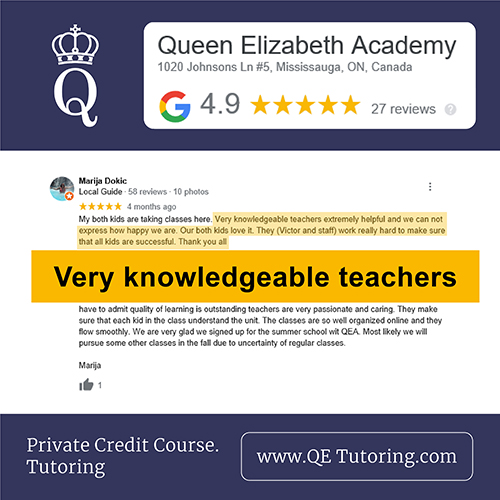 Q
Queen Elizabeth Academy
1020 Johnsons Ln #5, Mississauga, ON, Canada
G 4.9 ★★★★★ 27 reviews ?
Marija Dokic
Local Guide · 58 reviews · 10 photos
★★★★★ 4 months ago
My both kids are taking classes here. Very knowledgeable teachers extremely helpful and we can not
express how happy we are. Our both kids love it. They (Victor and staff) work really hard to make sure
that all kids are successful. Thank you all
Very knowledgeable teachers
have to admit quality of learning is outstanding teachers are very passionate and caring. They make
sure that each kid in the class understand the unit. The classes are so well organized online and they
flow smoothly. We are very glad we signed up for the summer school wit QEA. Most likely we will
pursue some other classes in the fall due to uncertainty of regular classes.
Marija
1
Private Credit Course.
Tutoring
www.QE Tutoring.com